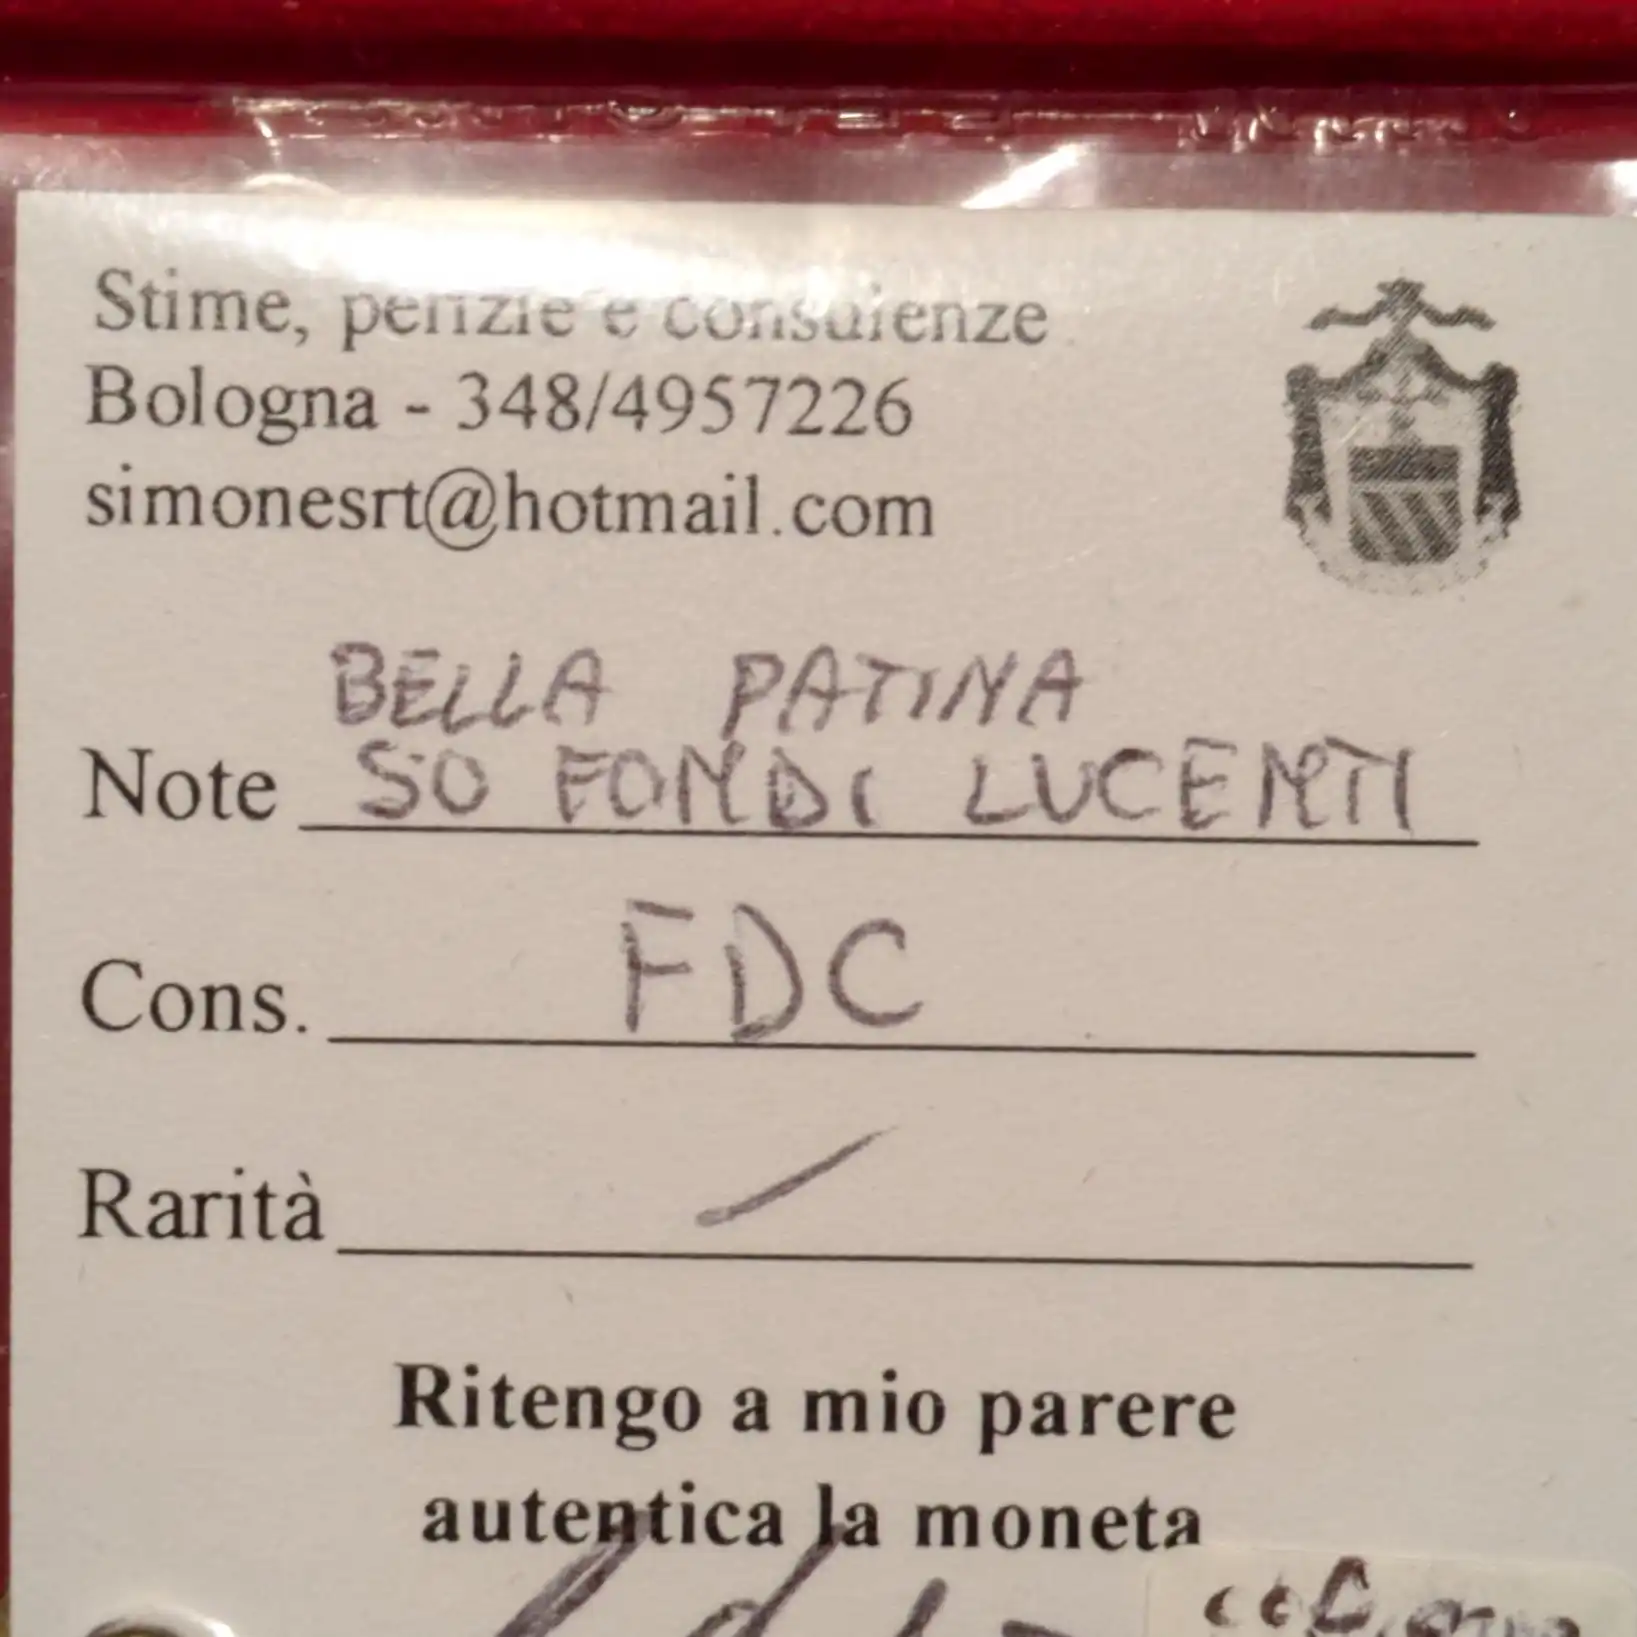 Stime, perizie e consulenze
Bologna - 348/4957226
simonesrt@hotmail.com
BELLA PATINA
Note SO FONDI LUCENTI
Cons. FDC
Rarità /
Ritengo a mio parere
autentica la moneta